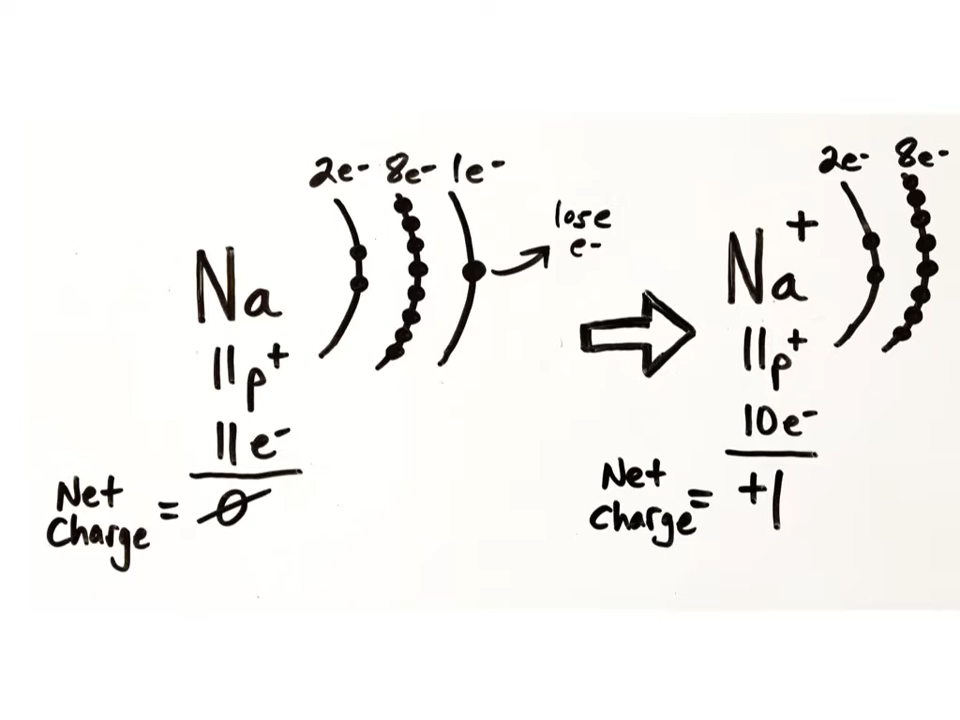 2e- 8e- 1e-
lose
e-
Na
11p+
11e-
Net
Charge = 0
2e- 8e-
Na+
11p+
10e-
Net
Charge = +1